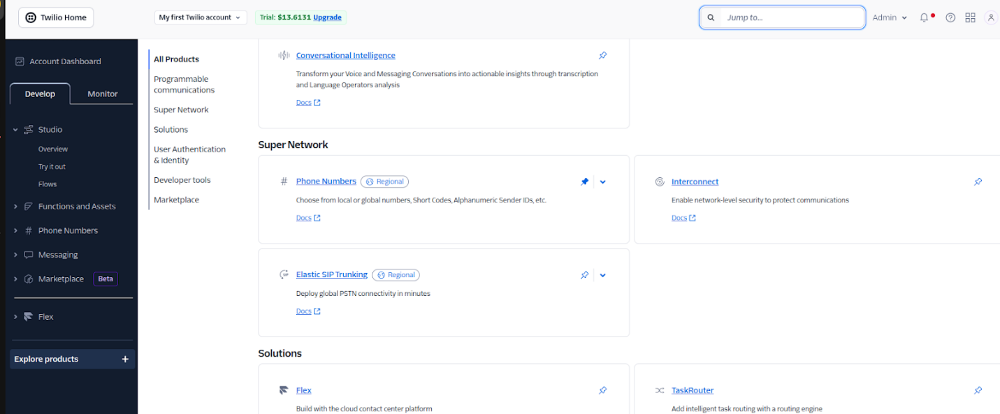 Twilio Home
My first Twilio account
Trial: $13.6131 Upgrade
Jump to...
Admin
Account Dashboard
Develop
Monitor
Studio
Overview
Try it out
Flows
Functions and Assets
Phone Numbers
Messaging
Marketplace Beta
Flex
Explore products +
All Products
Programmable
communications
Super Network
Solutions
User Authentication
& Identity
Developer tools
Marketplace
Conversational Intelligence
Transform your Voice and Messaging Conversations into actionable insights through transcription
and Language Operators analysis
Docs
Super Network
# Phone Numbers Regional
Choose from local or global numbers, Short Codes, Alphanumeric Sender IDs, etc.
Docs
Interconnect
Enable network-level security to protect communications
Docs
Elastic SIP Trunking Regional
Deploy global PSTN connectivity in minutes
Docs
Solutions
Flex
Build with the cloud contact center platform
TaskRouter
Add intelligent task routing with a routing engine